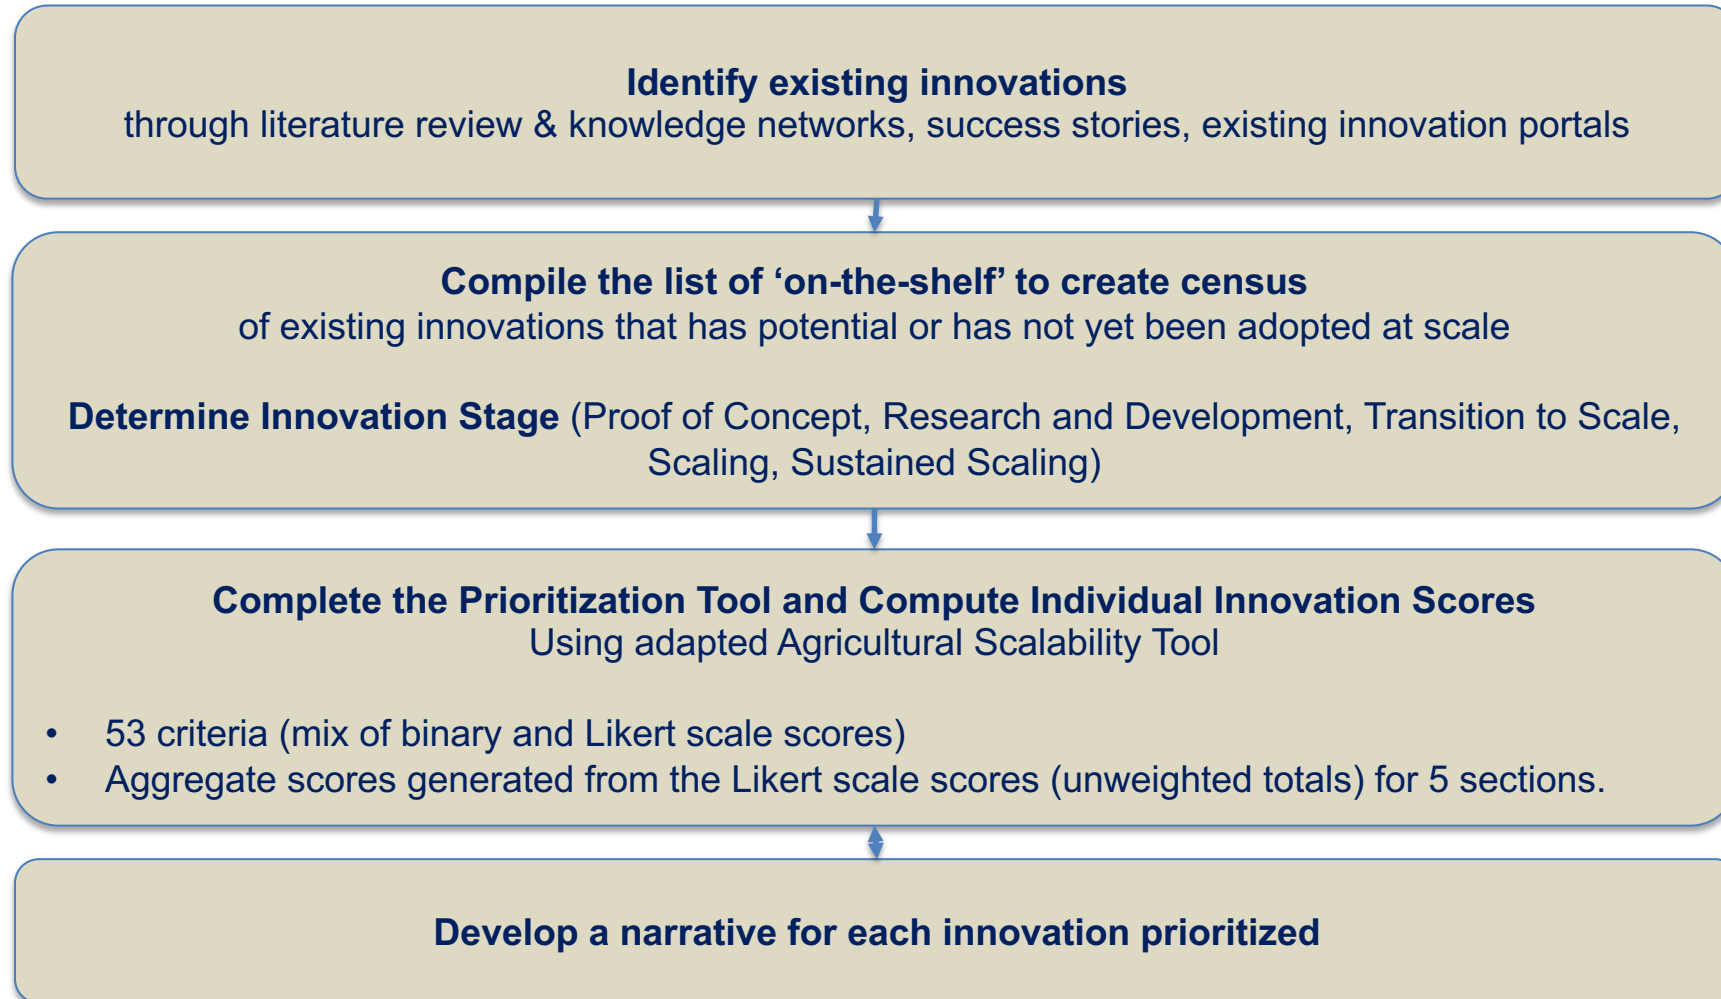 Identify existing innovations
through literature review & knowledge networks, success stories, existing innovation portals
Compile the list of ‘on-the-shelf’ to create census
of existing innovations that has potential or has not yet been adopted at scale
Determine Innovation Stage (Proof of Concept, Research and Development, Transition to Scale,
Scaling, Sustained Scaling)
Complete the Prioritization Tool and Compute Individual Innovation Scores
Using adapted Agricultural Scalability Tool
• 53 criteria (mix of binary and Likert scale scores)
• Aggregate scores generated from the Likert scale scores (unweighted totals) for 5 sections.
Develop a narrative for each innovation prioritized